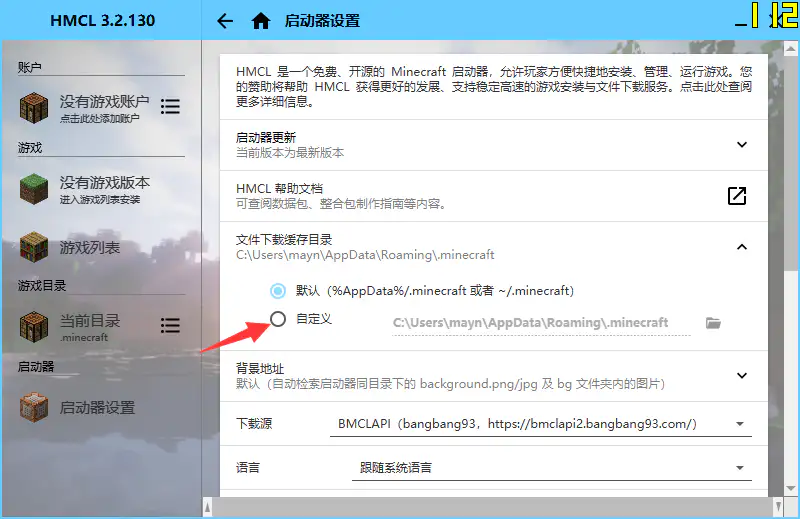 HMCL 3.2.130
启动器设置
112
账户
没有游戏账户
点击此处添加账户
游戏
没有游戏版本
进入游戏列表安装
游戏列表
游戏目录
当前目录
.minecraft
启动器
启动器设置
HMCL 是一个免费、开源的 Minecraft 启动器，允许玩家方便快捷地安装、管理、运行游戏。您
的赞助将帮助 HMCL 获得更好的发展、支持稳定高速的游戏安装与文件下载服务。点击此处查阅
更多详细信息。
启动器更新
当前版本为最新版本
HMCL 帮助文档
可查阅数据包、整合包制作指南等内容。
文件下载缓存目录
C:\Users\mayn\AppData\Roaming\.minecraft
默认（%AppData%/.minecraft 或者 ~/.minecraft）
自定义
C:\Users\mayn\AppData\Roaming\.minecraft
背景地址
默认（自动检索启动器同目录下的 background.png/jpg 及 bg 文件夹内的图片）
下载源
BMCLAPI（bangbang93，https://bmclapi2.bangbang93.com/）
语言
跟随系统语言